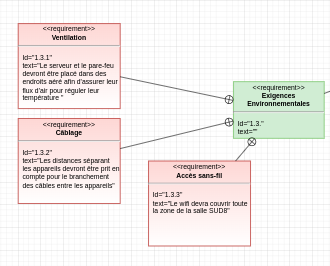 <<requirement>>
Ventilation
Id="1.3.1"
text="Le serveur et le pare-feu
devront être placé dans des
endroits aéré afin d'assurer leur
flux d'air pour réguler leur
température "
<<requirement>>
Câblage
Id="1.3.2"
text="Les distances séparant
les appareils devront être prit en
compte pour le branchement
des câbles entre les appareils"
<<requirement>>
Exigences
Environnementales
Id="1.3."
text=""
<<requirement>>
Accès sans-fil
Id="1.3.3"
text="Le wifi devra couvrir toute
la zone de la salle SUD8"